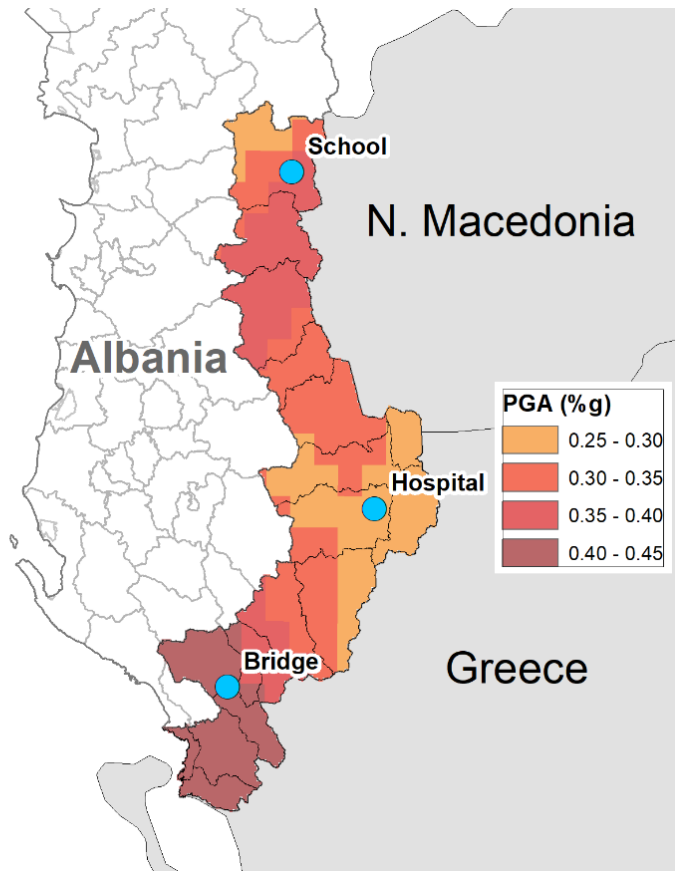 School
N. Macedonia
Albania
PGA (%g)
0.25 - 0.30
0.30 - 0.35
0.35 - 0.40
0.40 - 0.45
Hospital
Bridge
Greece